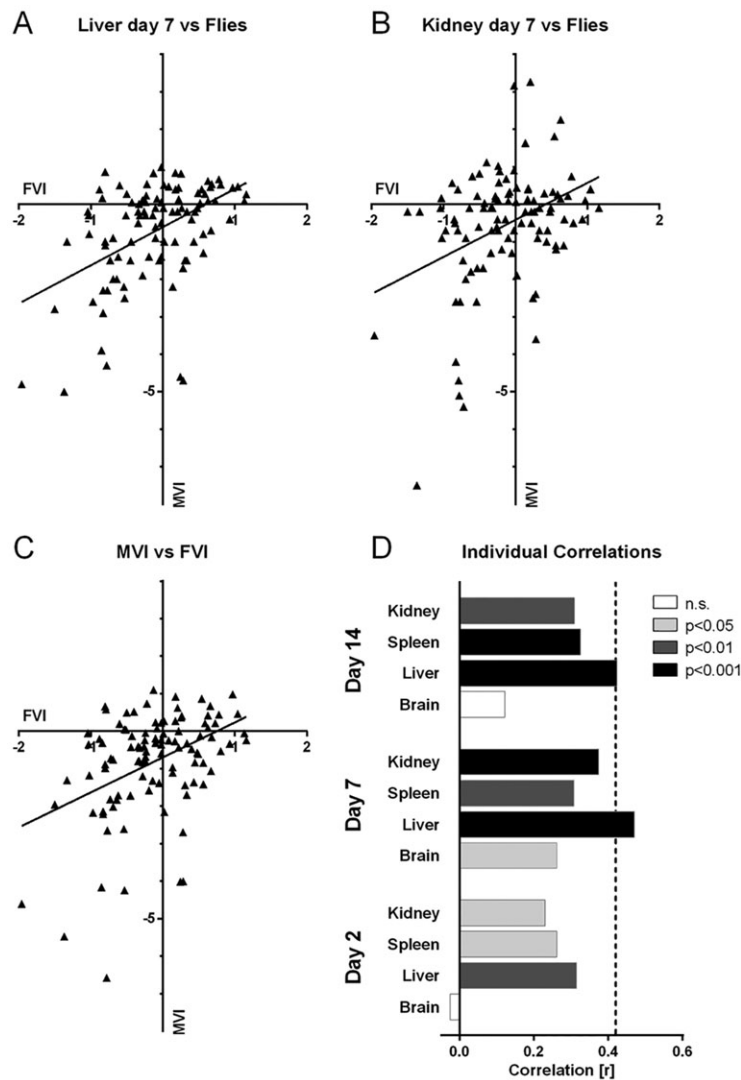 A
Liver day 7 vs Flies
FVI
-2
-1
1
2
-5
MVI
B
Kidney day 7 vs Flies
FVI
-2
-1
1
2
-5
MVI
C
MVI vs FVI
FVI
-2
-1
1
2
-5
MVI
D
Individual Correlations
n.s.
p<0.05
p<0.01
p<0.001
Day 14
Kidney
Spleen
Liver
Brain
Day 7
Kidney
Spleen
Liver
Brain
Day 2
Kidney
Spleen
Liver
Brain
0.0 0.2 0.4 0.6
Correlation [r]